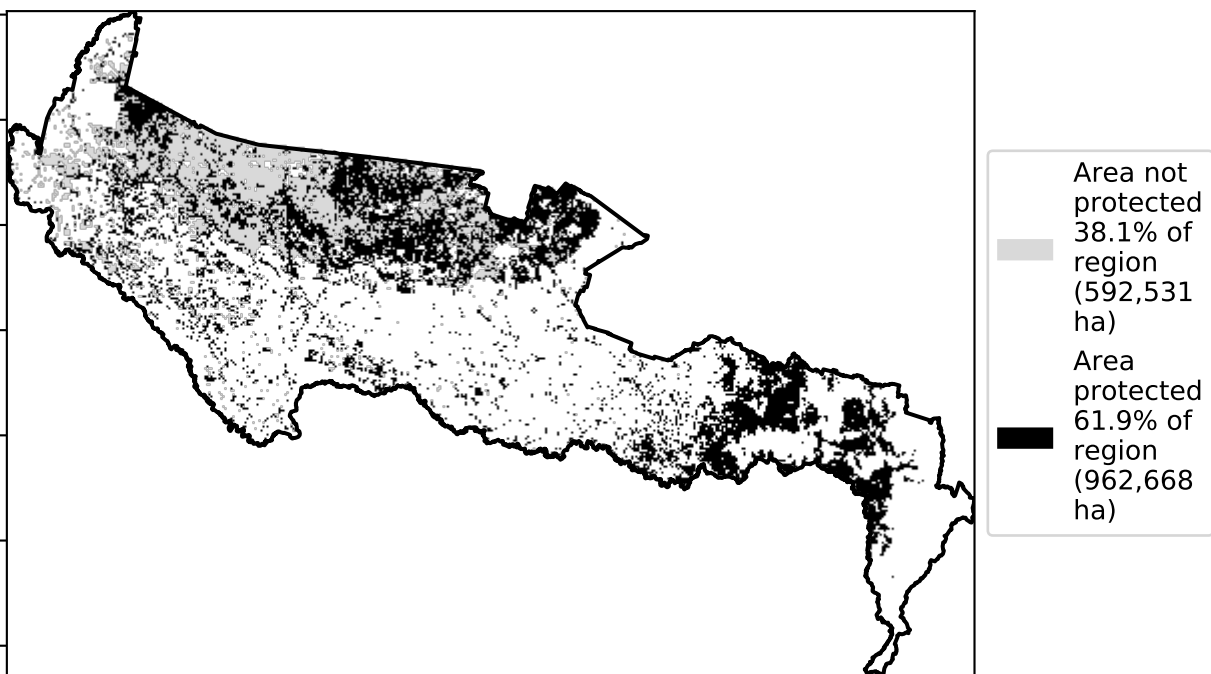 Area not
protected
38.1% of
region
(592,531
ha)
Area
protected
61.9% of
region
(962,668
ha)